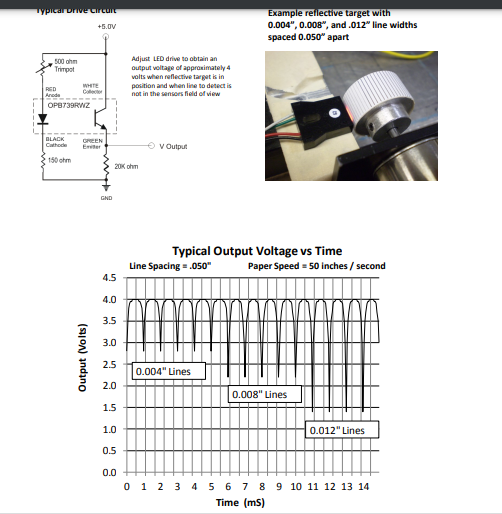 Typical Drive Circuit
+5.0V
500 ohm
Trimpot
RED
Anode
WHITE
Collector
OPB739RWZ
BLACK
Cathode
GREEN
Emitter
V Output
150 ohm
20K ohm
GND
Adjust LED drive to obtain an
output voltage of approximately 4
volts when reflective target is in
position and when line to detect is
not in the sensors field of view
Example reflective target with
0.004”, 0.008”, and .012” line widths
spaced 0.050” apart
Typical Output Voltage vs Time
Line Spacing = .050" Paper Speed = 50 inches / second
Output (Volts)
4.5
4.0
3.5
3.0
2.5
2.0
1.5
1.0
0.5
0.0
0.004" Lines
0.008" Lines
0.012" Lines
0 1 2 3 4 5 6 7 8 9 10 11 12 13 14
Time (mS)